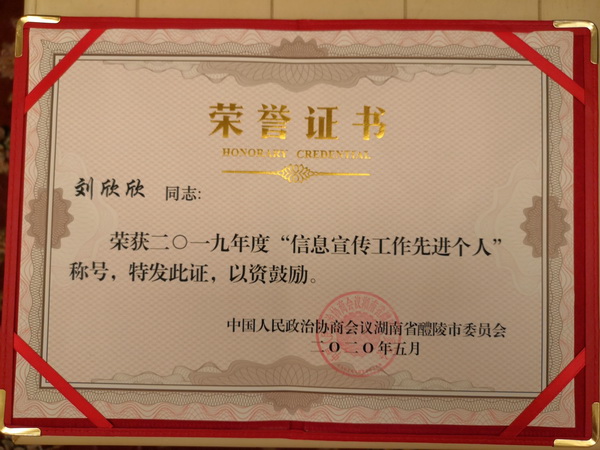 荣誉证书
HONORARY CREDENTIAL
刘欣欣 同志:
荣获二〇一九年度“信息宣传工作先进个人”
称号，特发此证，以资鼓励。
中国人民政治协商会议湖南省醴陵市委员会
二〇二〇年五月